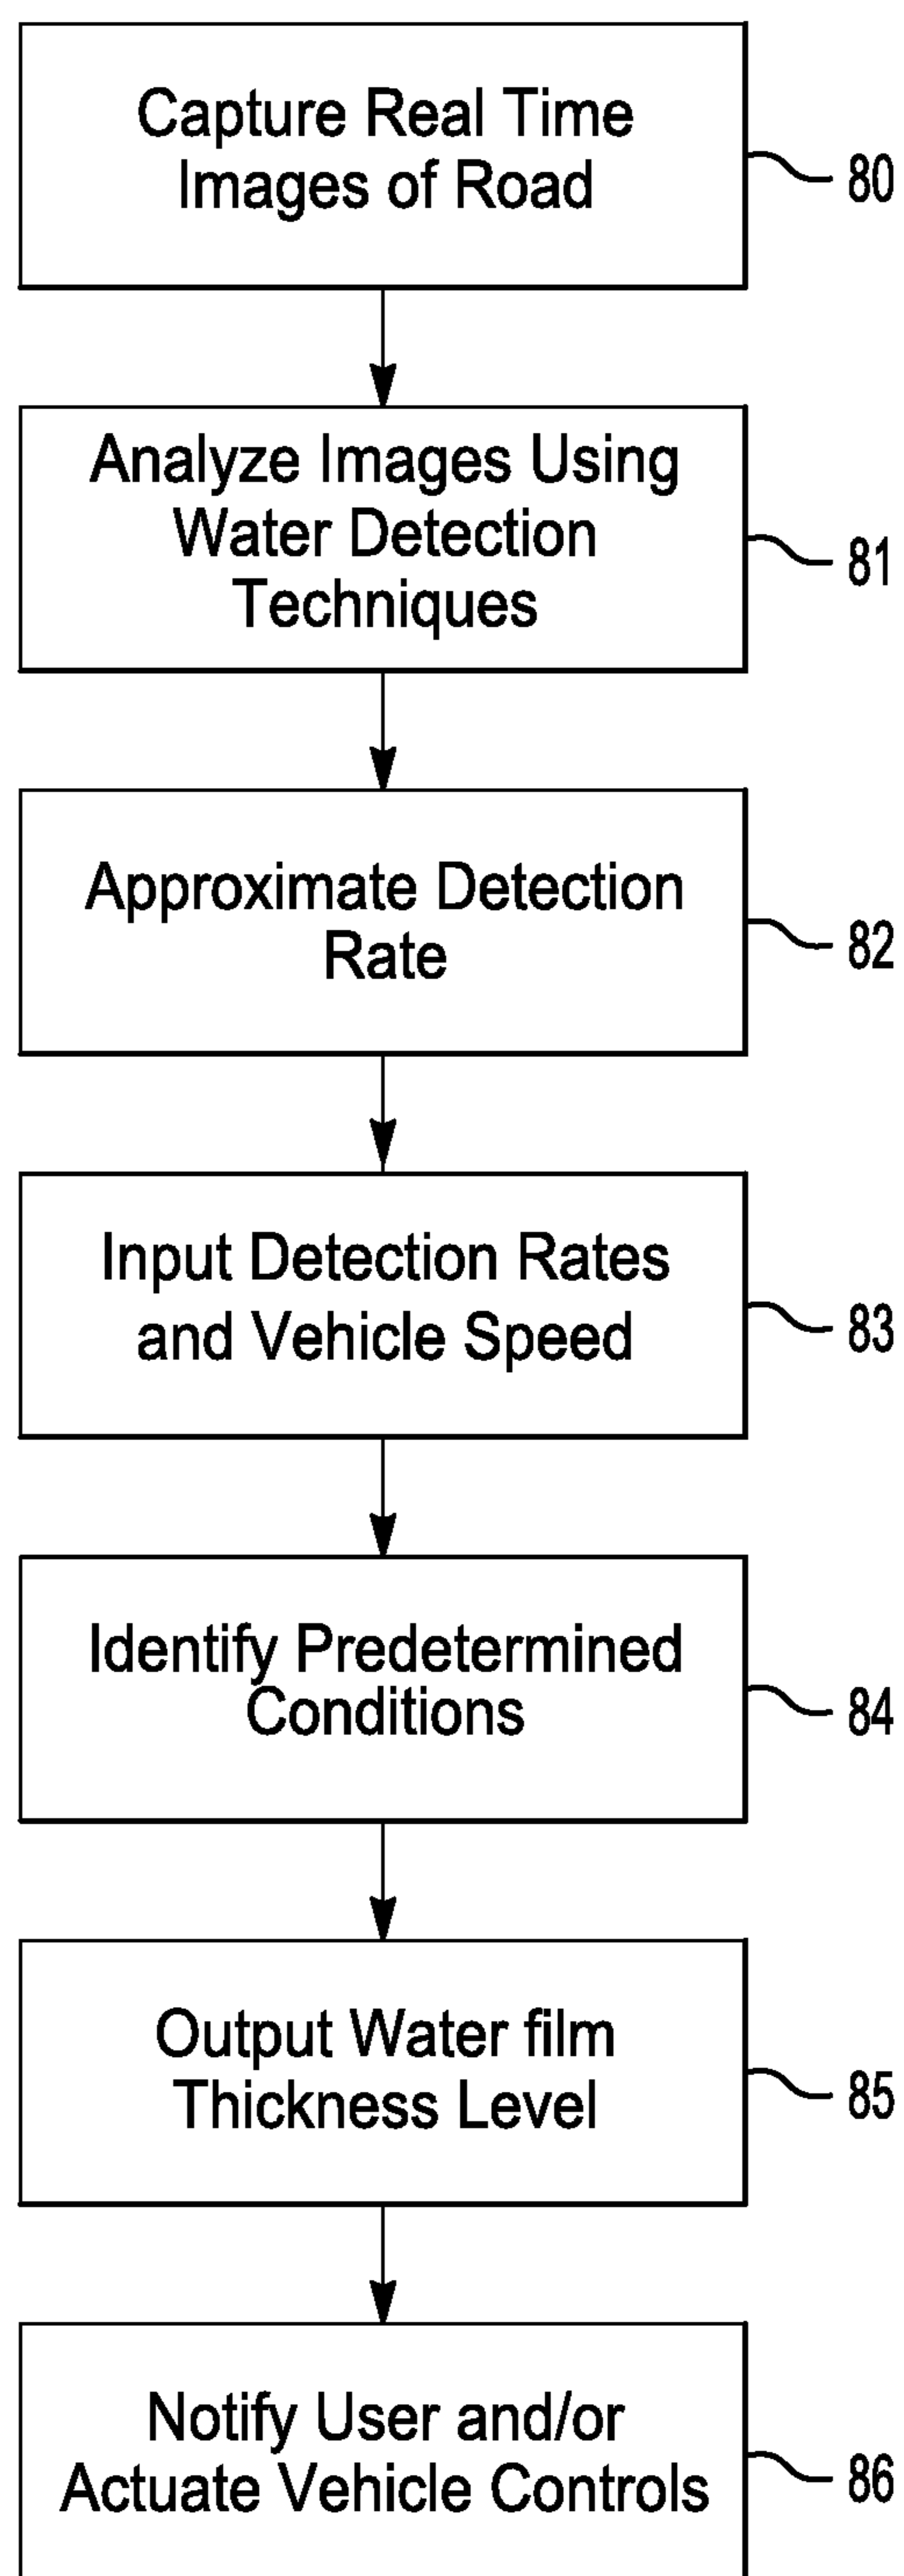 Capture Real Time
Images of Road
80
Analyze Images Using
Water Detection
Techniques
81
Approximate Detection
Rate
82
Input Detection Rates
and Vehicle Speed
83
Identify Predetermined
Conditions
84
Output Water film
Thickness Level
85
Notify User and/or
Actuate Vehicle Controls
86